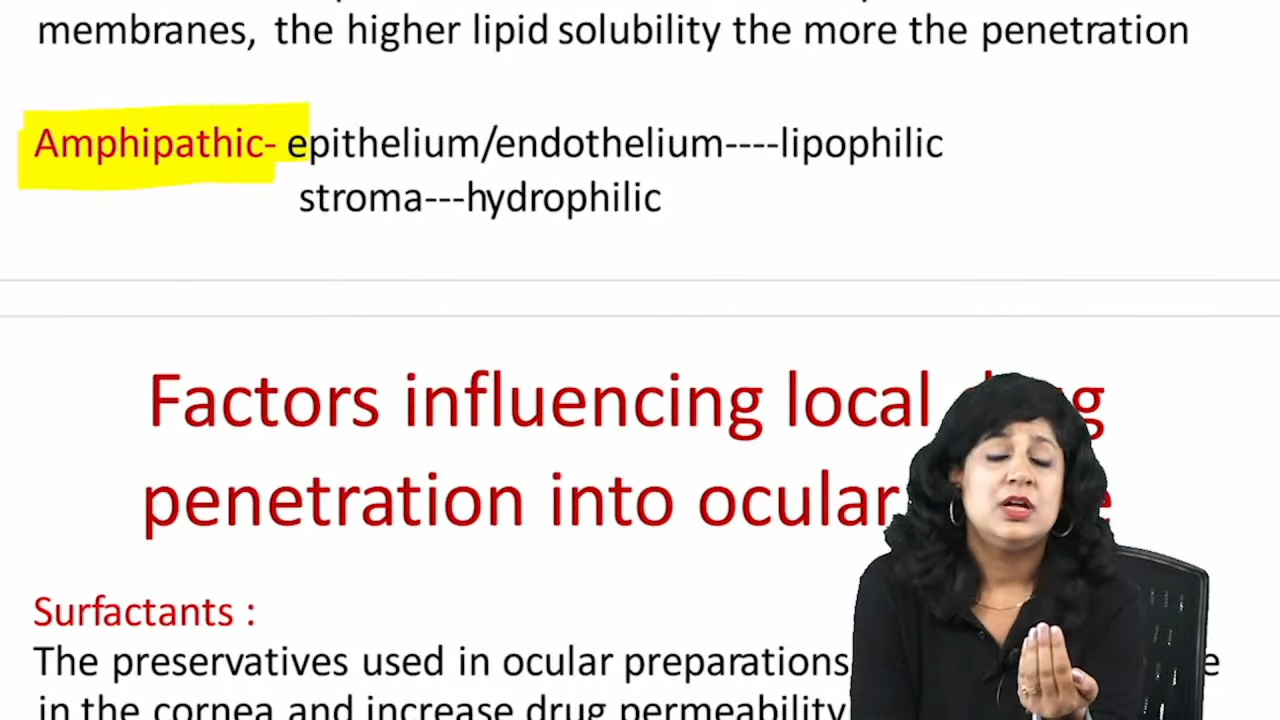 membranes, the higher lipid solubility the more the penetration
Amphipathic- epithelium/endothelium----lipophilic
stroma---hydrophilic
Factors influencing local
penetration into ocular
Surfactants :
The preservatives used in ocular preparations
in the cornea and increase drug permeability